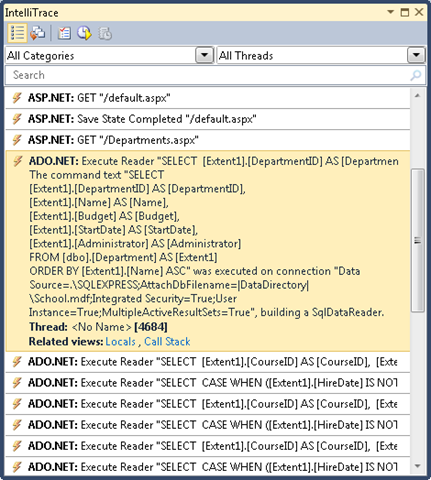 IntelliTrace
All Categories
All Threads
Search
ASP.NET: GET "/default.aspx"
ASP.NET: Save State Completed "/default.aspx"
ASP.NET: GET "/Departments.aspx"
ADO.NET: Execute Reader "SELECT [Extent1].[DepartmentID] AS [Departmen
The command text "SELECT
[Extent1].[DepartmentID] AS [DepartmentID],
[Extent1].[Name] AS [Name],
[Extent1].[Budget] AS [Budget],
[Extent1].[StartDate] AS [StartDate],
[Extent1].[Administrator] AS [Administrator]
FROM [dbo].[Department] AS [Extent1]
ORDER BY [Extent1].[Name] ASC" was executed on connection "Data
Source=.\SQLEXPRESS;AttachDbFilename=|DataDirectory|
\School.mdf;Integrated Security=True;User
Instance=True;MultipleActiveResultSets=True", building a SqlDataReader.
Thread: <No Name> [4684]
Related views: Locals , Call Stack
ADO.NET: Execute Reader "SELECT [Extent1].[CourseID] AS [CourseID], [Exte
ADO.NET: Execute Reader "SELECT CASE WHEN ([Extent1].[HireDate] IS NOT
ADO.NET: Execute Reader "SELECT [Extent1].[CourseID] AS [CourseID], [Exte
ADO.NET: Execute Reader "SELECT CASE WHEN ([Extent1].[HireDate] IS NOT
ADO.NET: Execute Reader "SELECT CASE WHEN ([Extent1].[HireDate] IS NOT
ADO.NET: Execute Reader "SELECT CASE WHEN ([Extent1].[HireDate] IS NOT